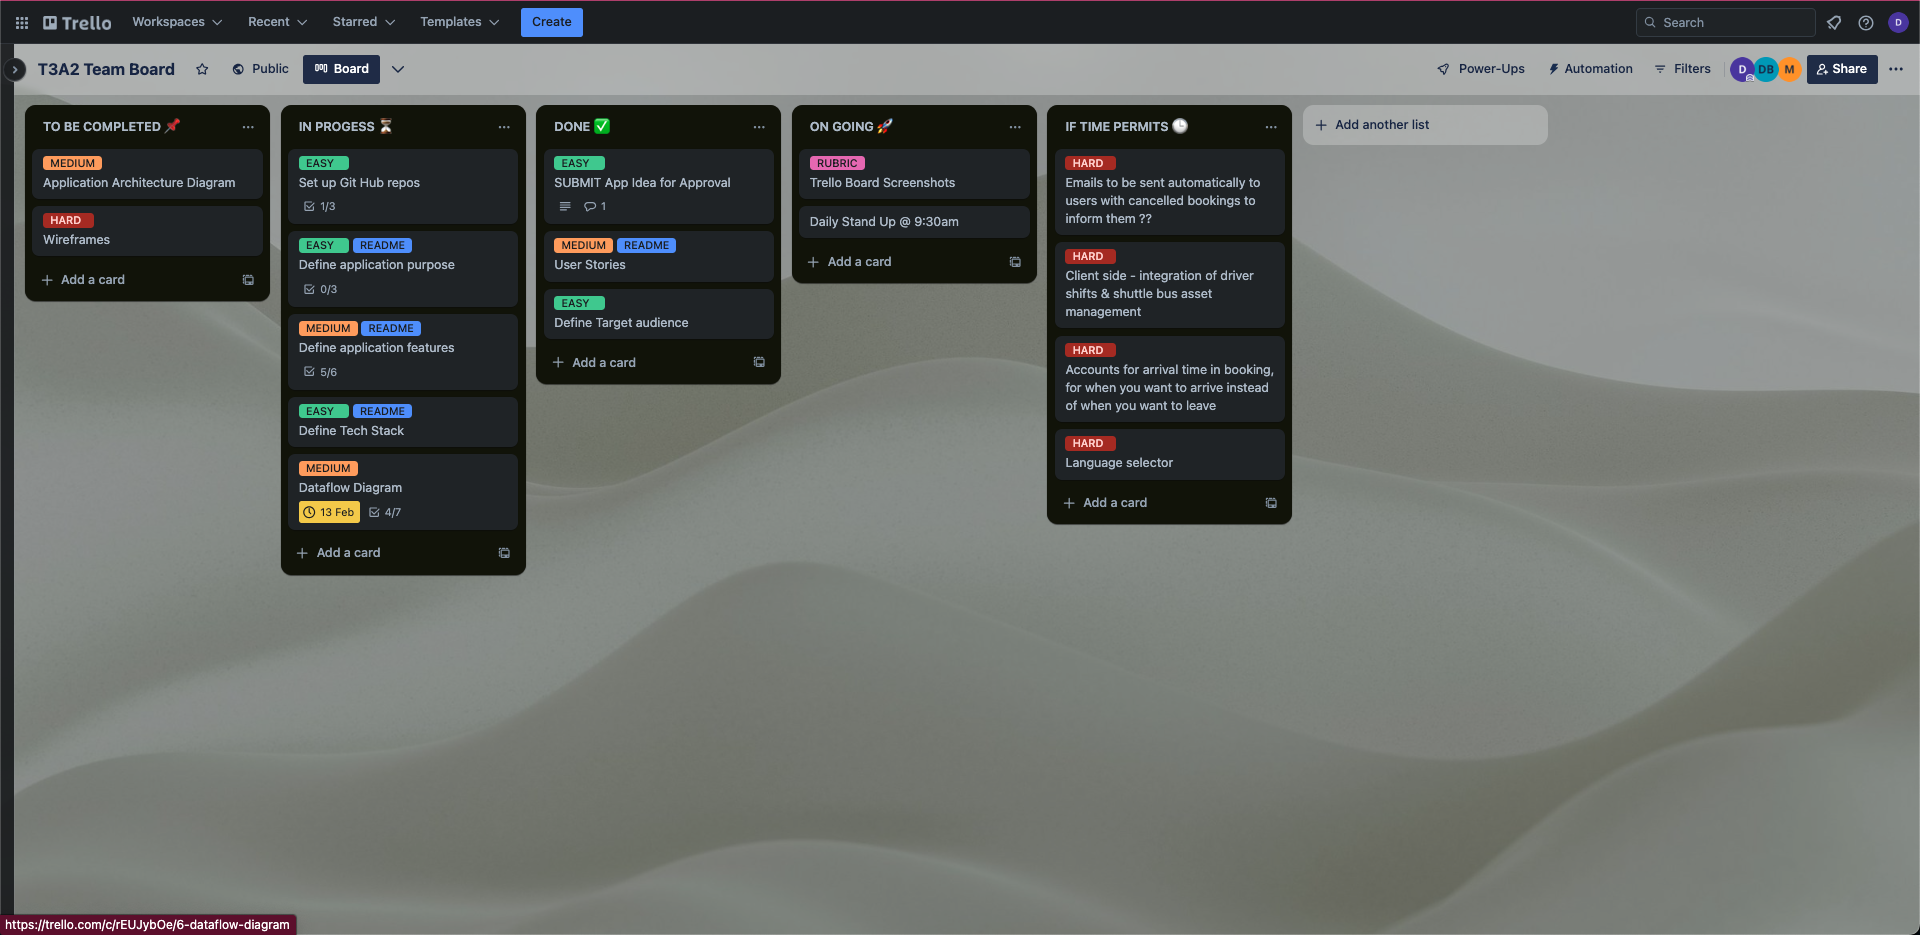 Trello
Workspaces
Recent
Starred
Templates
Create
Search
D
T3A2 Team Board
Public
Board
Power-Ups
Automation
Filters
D
DB
M
Share
TO BE COMPLETED 📌
MEDIUM
Application Architecture Diagram
HARD
Wireframes
Add a card
IN PROGESS ⏳
EASY
Set up Git Hub repos
1/3
EASY README
Define application purpose
0/3
MEDIUM README
Define application features
5/6
EASY README
Define Tech Stack
MEDIUM
Dataflow Diagram
13 Feb 4/7
Add a card
DONE ✅
EASY
SUBMIT App Idea for Approval
1
MEDIUM README
User Stories
EASY
Define Target audience
Add a card
ON GOING 🚀
RUBRIC
Trello Board Screenshots
Daily Stand Up @ 9:30am
Add a card
IF TIME PERMITS 🕒
HARD
Emails to be sent automatically to
users with cancelled bookings to
inform them ??
HARD
Client side - integration of driver
shifts & shuttle bus asset
management
HARD
Accounts for arrival time in booking,
for when you want to arrive instead
of when you want to leave
HARD
Language selector
Add a card
Add another list
https://trello.com/c/rEUJybOe/6-dataflow-diagram